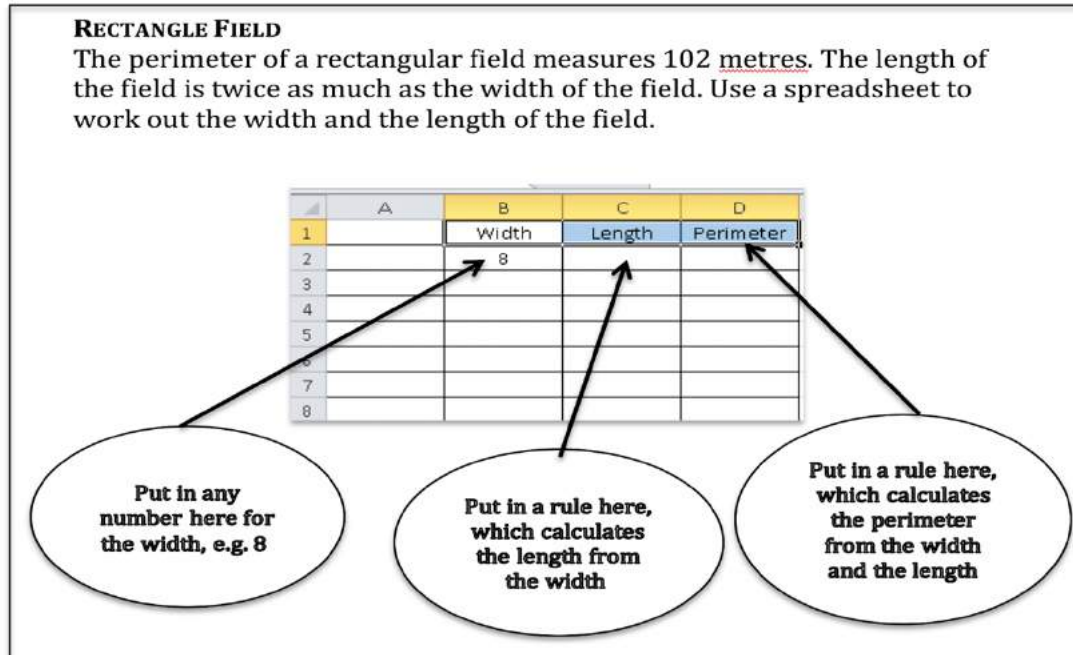 RECTANGLE FIELD
The perimeter of a rectangular field measures 102 metres. The length of
the field is twice as much as the width of the field. Use a spreadsheet to
work out the width and the length of the field.
A B C D
1 Width Length Perimeter
2 8
3
4
5
6
7
8
Put in any
number here for
the width, e.g. 8
Put in a rule here,
which calculates
the length from
the width
Put in a rule here,
which calculates
the perimeter
from the width
and the length